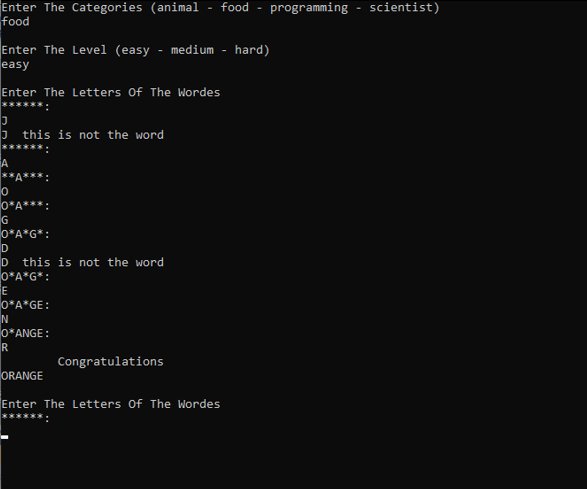 Enter The Categories (animal - food - programming - scientist)
food
Enter The Level (easy - medium - hard)
easy
Enter The Letters Of The Wordes
******:
J
J  this is not the word
******:
A
**A***:
O
O*A***:
G
O*A*G*:
D
D  this is not the word
O*A*G*:
E
O*A*GE:
N
O*ANGE:
R
Congratulations
ORANGE
Enter The Letters Of The Wordes
******: